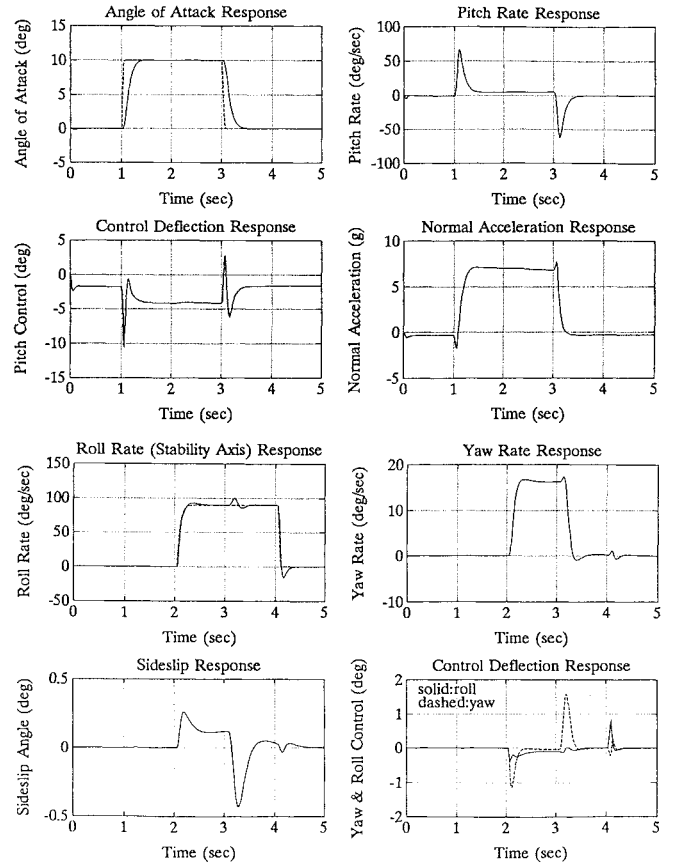 Angle of Attack Response
Angle of Attack (deg)
15
10
5
0
-5
0 1 2 3 4 5
Time (sec)
Pitch Rate Response
Pitch Rate (deg/sec)
100
50
0
-50
-100
0 1 2 3 4 5
Time (sec)
Control Deflection Response
Pitch Control (deg)
5
0
-5
-10
-15
0 1 2 3 4 5
Time (sec)
Normal Acceleration Response
Normal Acceleration (g)
10
5
0
-5
0 1 2 3 4 5
Time (sec)
Roll Rate (Stability Axis) Response
Roll Rate (deg/sec)
150
100
50
0
-50
0 1 2 3 4 5
Time (sec)
Yaw Rate Response
Yaw Rate (deg/sec)
20
10
0
-10
0 1 2 3 4 5
Time (sec)
Sideslip Response
Sideslip Angle (deg)
0.5
0
-0.5
0 1 2 3 4 5
Time (sec)
Control Deflection Response
Yaw & Roll Control (deg)
solid:roll
dashed:yaw
2
1
0
-1
-2
0 1 2 3 4 5
Time (sec)